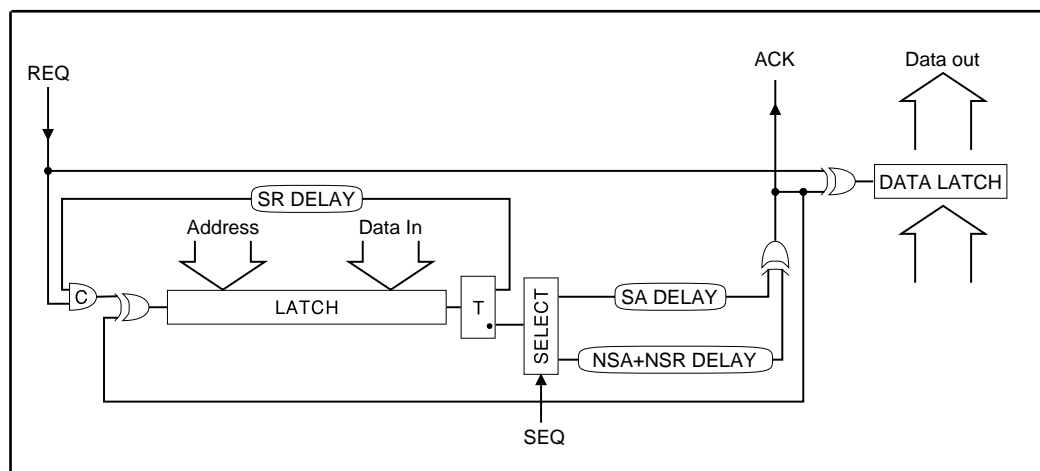 REQ
ACK
Data out
SR DELAY
DATA LATCH
Address
Data In
C
LATCH
T
SELECT
SA DELAY
NSA+NSR DELAY
SEQ